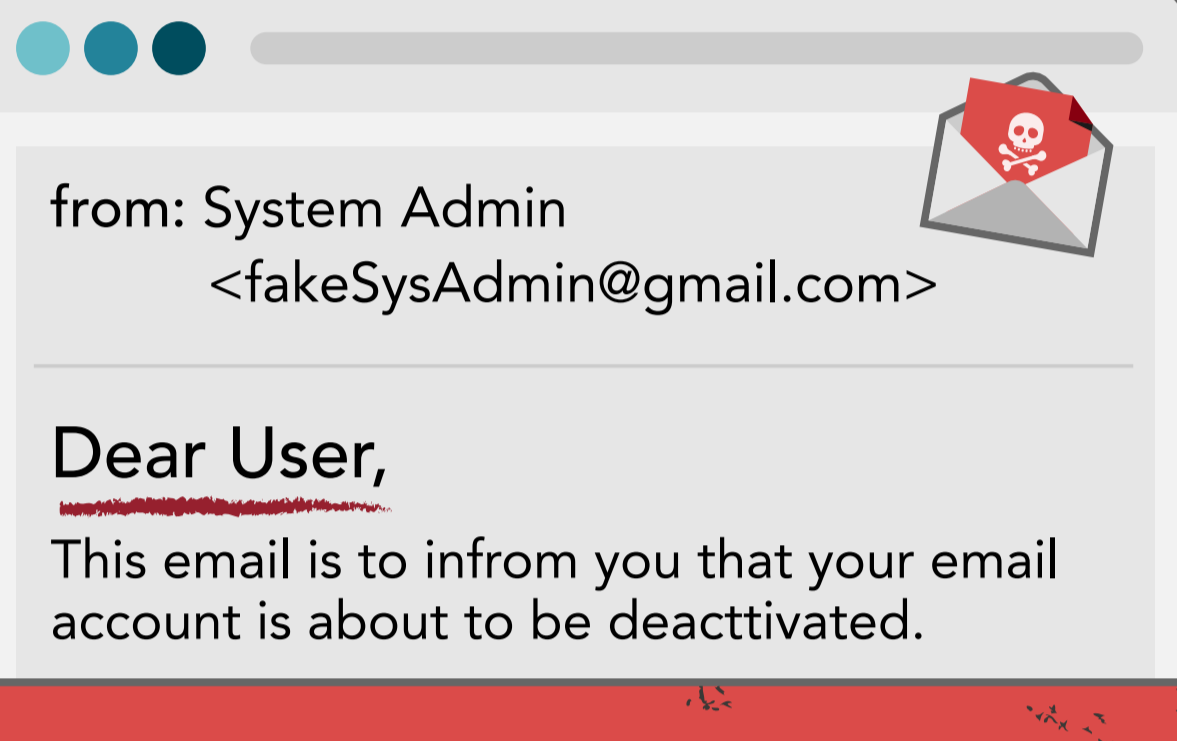 from: System Admin
<fakeSysAdmin@gmail.com>
Dear User,
This email is to infrom you that your email
account is about to be deacttivated.